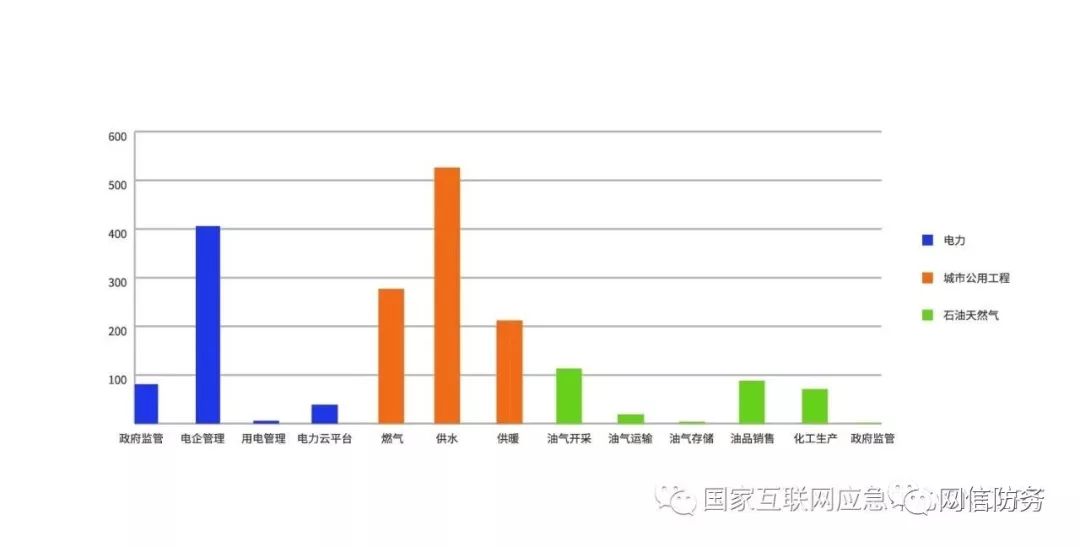 600
500
400
300
200
100
政府监管 电企管理 用电管理 电力云平台 燃气 供水 供暖 油气开采 油气运输 油气存储 油品销售 化工生产 政府监管
电力
城市公用工程
石油天然气
国家互联网应急
网信防务